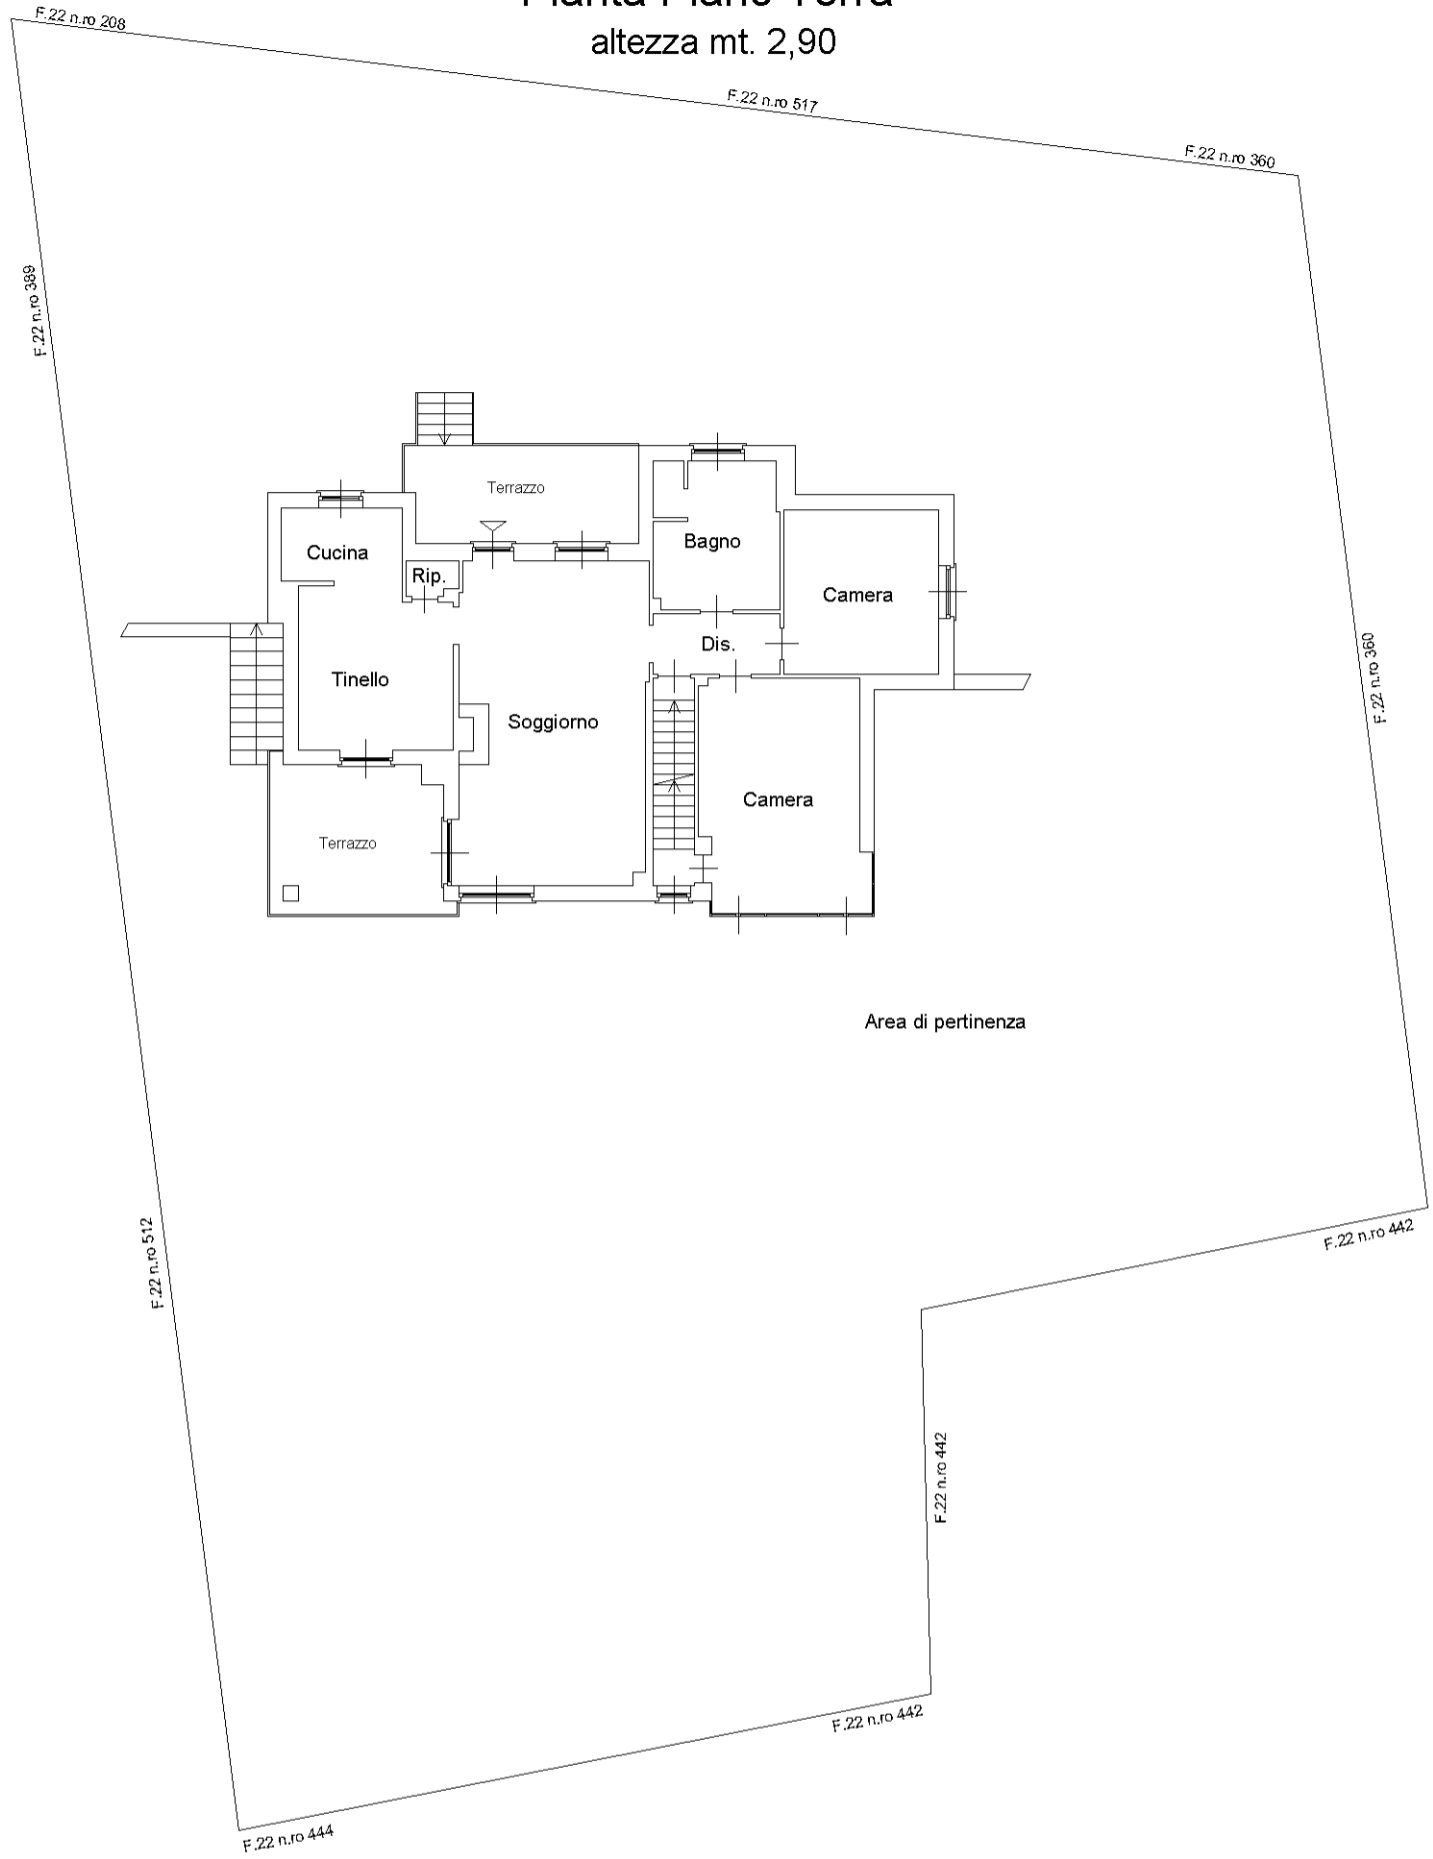 Pianta Piano Terra
altezza mt. 2,90
F.22 n.ro 208
F.22 n.ro 517
F.22 n.ro 360
F.22 n.ro 389
Terrazzo
Bagno
Cucina
Rip.
Camera
Dis.
F.22 n.ro 360
Tinello
Soggiorno
Camera
Terrazzo
Area di pertinenza
F.22 n.ro 512
F.22 n.ro 442
F.22 n.ro 442
F.22 n.ro 442
F.22 n.ro 444